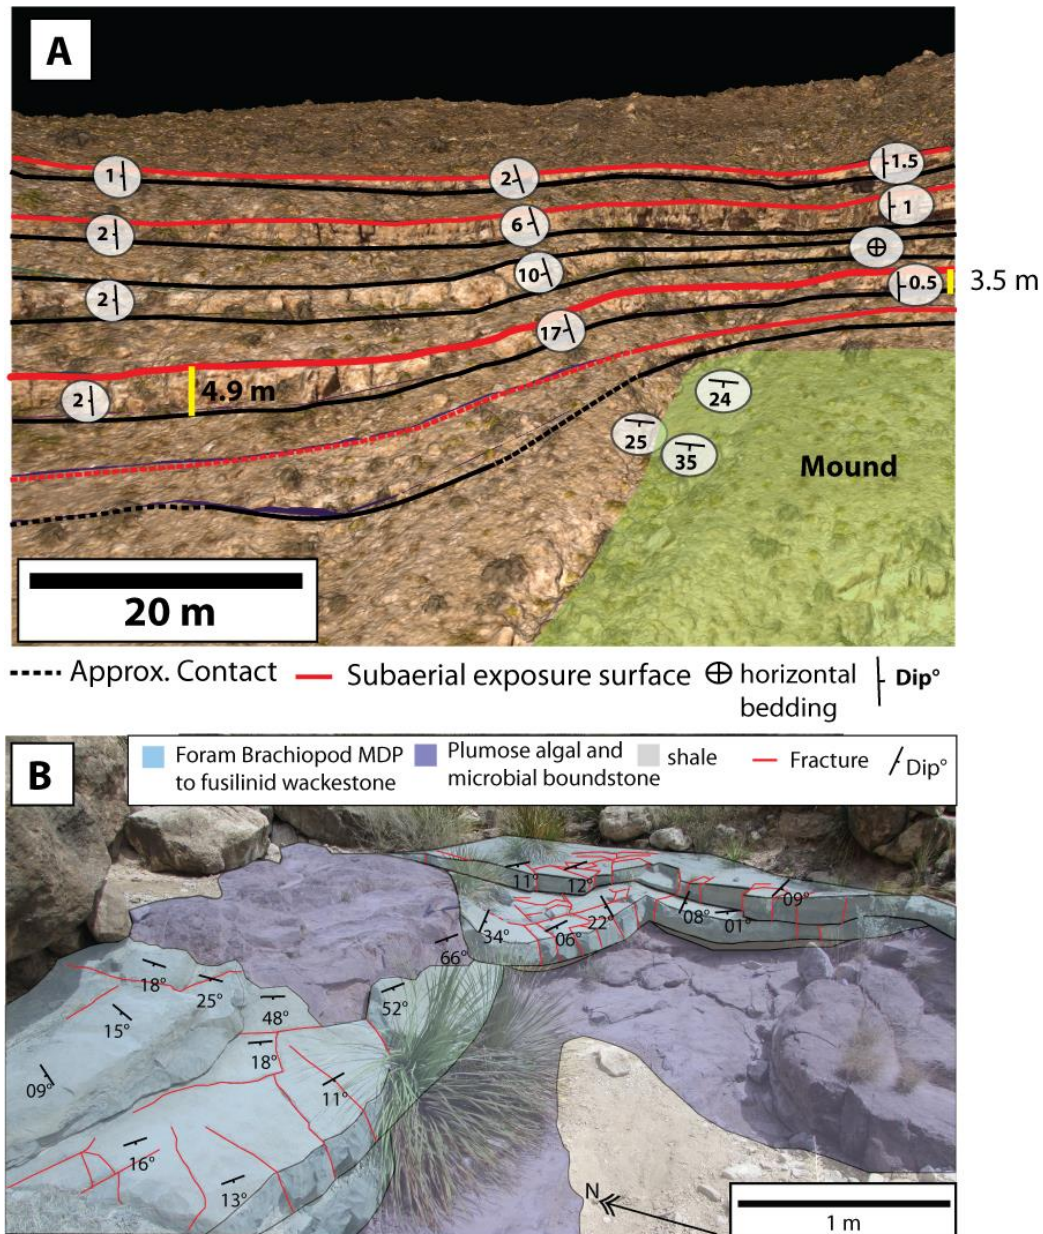 A
1
2
1.5
2
6
1
2
10
0.5
3.5 m
17
2
4.9 m
24
25
35
Mound
20 m
Approx. Contact
Subaerial exposure surface
horizontal
bedding
Dip°
B
Foram Brachiopod MDP
to fusilinid wackestone
Plumose algal and
microbial boundstone
shale
Fracture
Dip°
11°
12°
09°
34°
06°
22°
08°
01°
66°
18°
25°
48°
52°
15°
18°
09°
11°
16°
13°
N
1 m